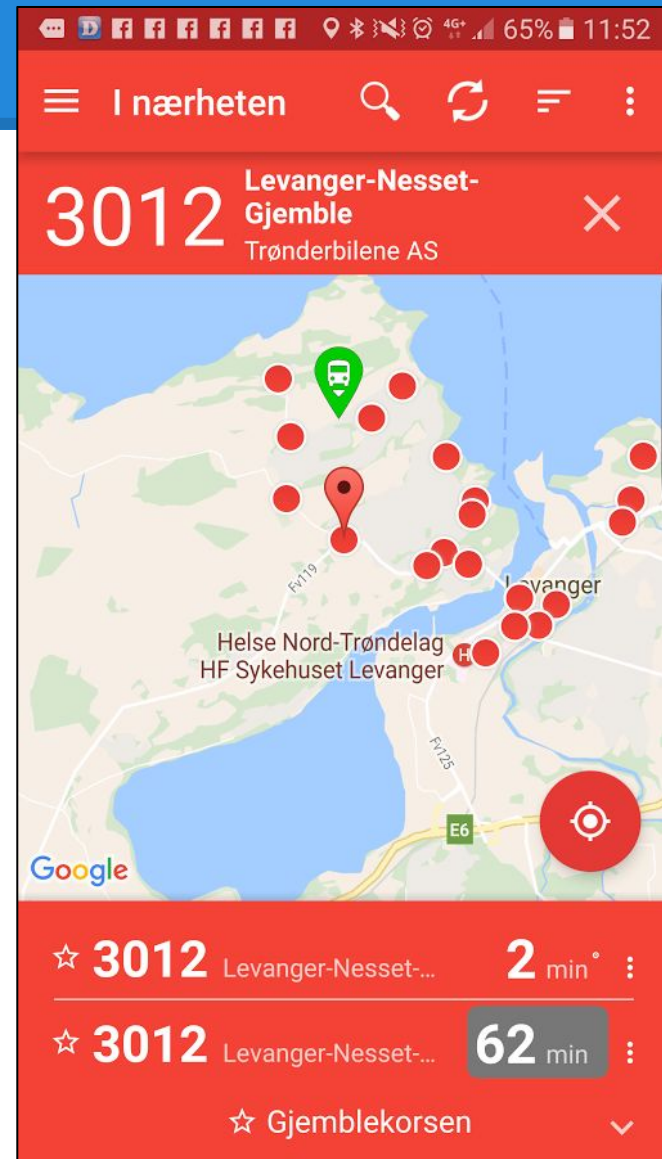 4G+ 65% 11:52
I nærheten
3012
Levanger-Nesset-
Gjemble
Trønderbilene AS
Fv119
Levanger
Helse Nord-Trøndelag
HF Sykehuset Levanger
H
Fv125
E6
Google
3012 Levanger-Nesset-... 2 min
3012 Levanger-Nesset-... 62 min
Gjemblekorsen